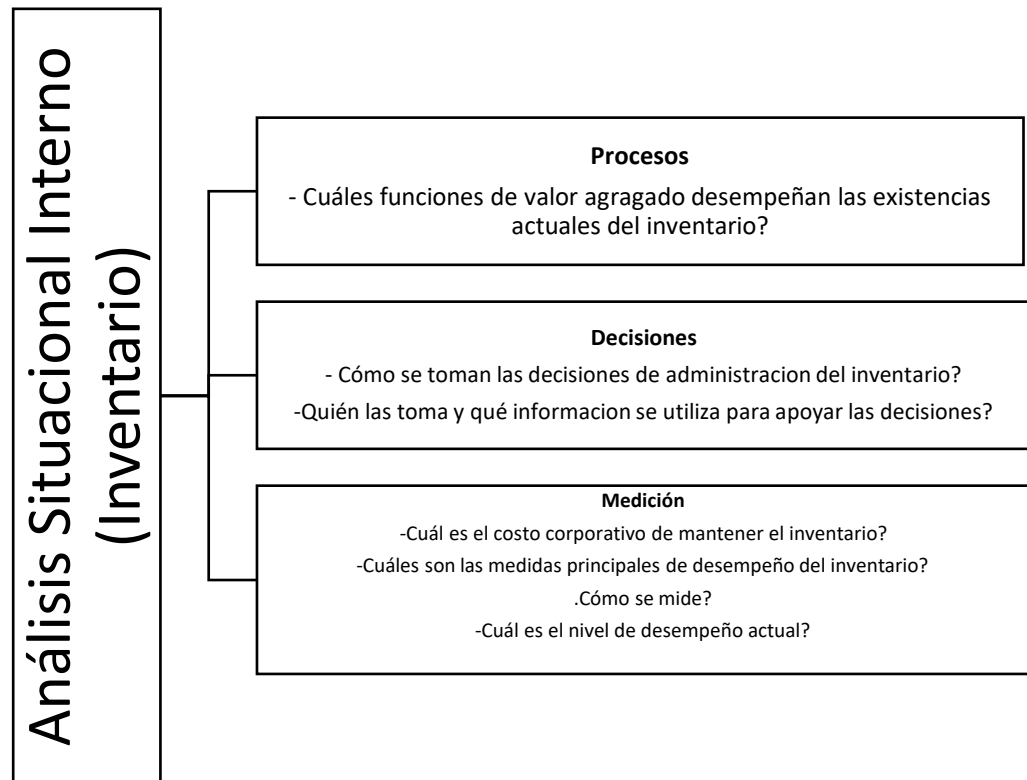 Análisis Situacional Interno
(Inventario)
Procesos
- Cuáles funciones de valor agragado desempeñan las existencias
actuales del inventario?
Decisiones
- Cómo se toman las decisiones de administracion del inventario?
-Quién las toma y qué informacion se utiliza para apoyar las decisiones?
Medición
-Cuál es el costo corporativo de mantener el inventario?
-Cuáles son las medidas principales de desempeño del inventario?
.Cómo se mide?
-Cuál es el nivel de desempeño actual?